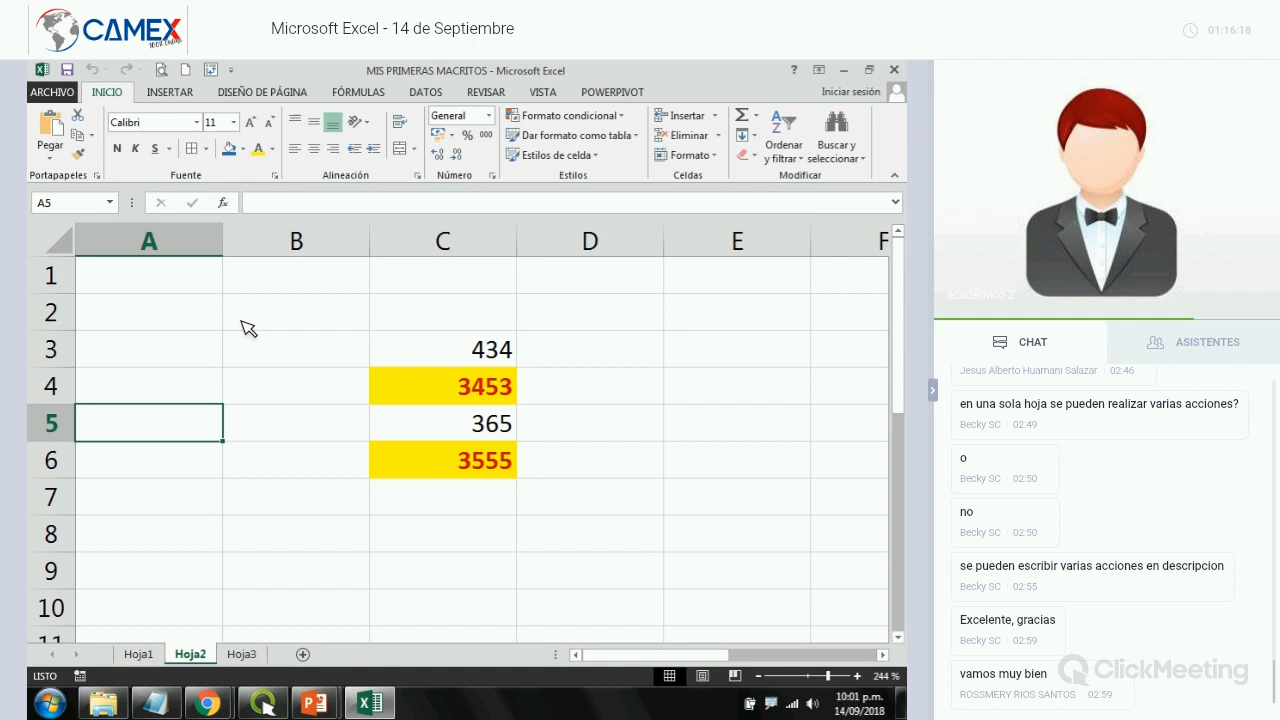 CAMEX
100% Online
Microsoft Excel - 14 de Septiembre
01:16:18
MIS PRIMERAS MACRITOS - Microsoft Excel
ARCHIVO INICIO INSERTAR DISEÑO DE PÁGINA FÓRMULAS DATOS REVISAR VISTA POWERPIVOT Iniciar sesión
Pegar
Calibri 11
N K S
General
% 000
Formato condicional
Dar formato como tabla
Estilos de celda
Insertar
Eliminar
Formato
Ordenar y filtrar
Buscar y seleccionar
Portapapeles Fuente Alineación Número Estilos Celdas Modificar
A5 fx
A B C D E F
1
2
3 434
4 3453
5 365
6 3555
7
8
9
10
11
Hoja1 Hoja2 Hoja3
LISTO 244 %
10:01 p.m.
14/09/2018
académico 2
CHAT ASISTENTES
Jesus Alberto Huamani Salazar 02:46
en una sola hoja se pueden realizar varias acciones?
Becky SC 02:49
o
Becky SC 02:50
no
Becky SC 02:50
se pueden escribir varias acciones en descripcion
Becky SC 02:55
Excelente, gracias
Becky SC 02:59
vamos muy bien
ROSSMERY RIOS SANTOS 02:59
ClickMeeting